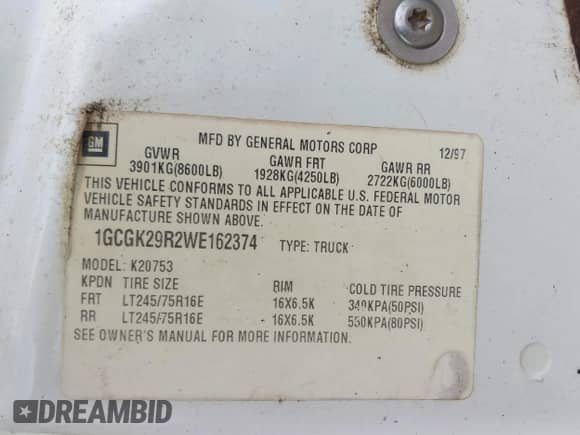 GM
MFD BY GENERAL MOTORS CORP 12/97
GVWR GAWR FRT GAWR RR
3901KG(8600LB) 1928KG(4250LB) 2722KG(6000LB)
THIS VEHICLE CONFORMS TO ALL APPLICABLE U.S. FEDERAL MOTOR
VEHICLE SAFETY STANDARDS IN EFFECT ON THE DATE OF
MANUFACTURE SHOWN ABOVE.
1GCGK29R2WE162374 TYPE: TRUCK
MODEL: K20753
KPDN TIRE SIZE RIM COLD TIRE PRESSURE
FRT LT245/75R16E 16X6.5K 340KPA(50PSI)
RR LT245/75R16E 16X6.5K 550KPA(80PSI)
SEE OWNER'S MANUAL FOR MORE INFORMATION.
DREAMBID